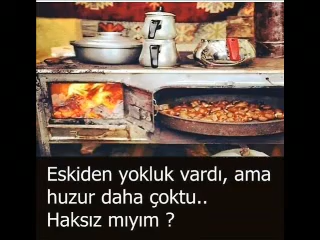 Eskiden yokluk vardı, ama
huzur daha çoktu..
Haksız mıyım ?